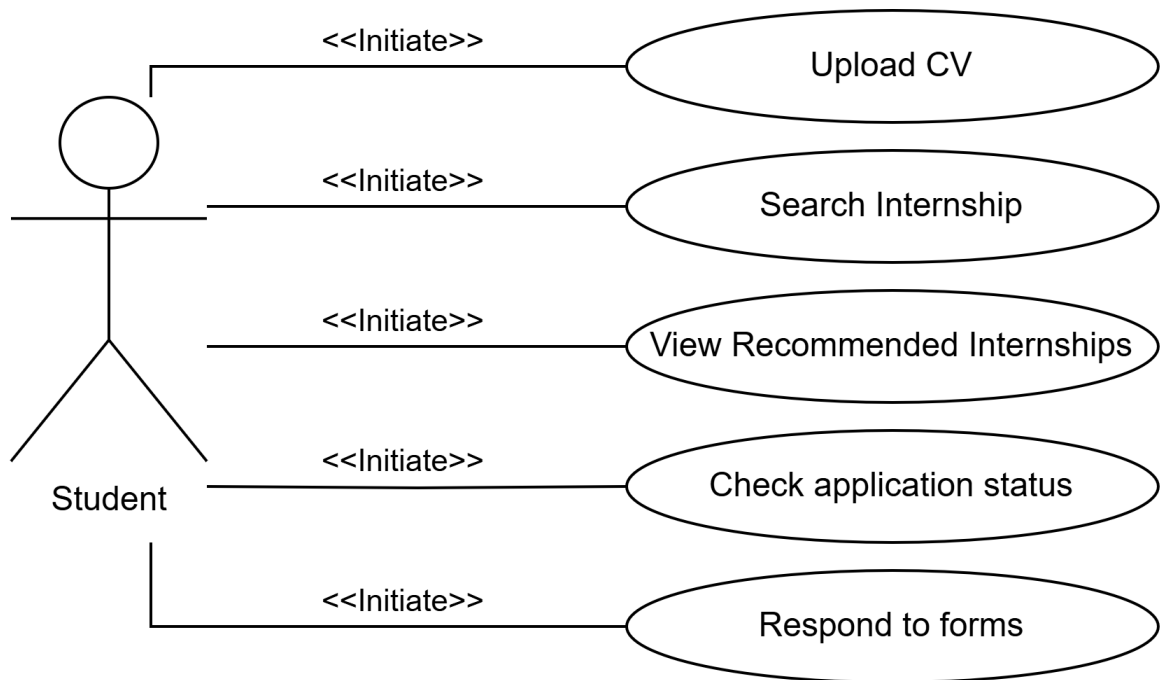 <<Initiate>>
Upload CV
<<Initiate>>
Search Internship
<<Initiate>>
View Recommended Internships
<<Initiate>>
Check application status
Student
<<Initiate>>
Respond to forms